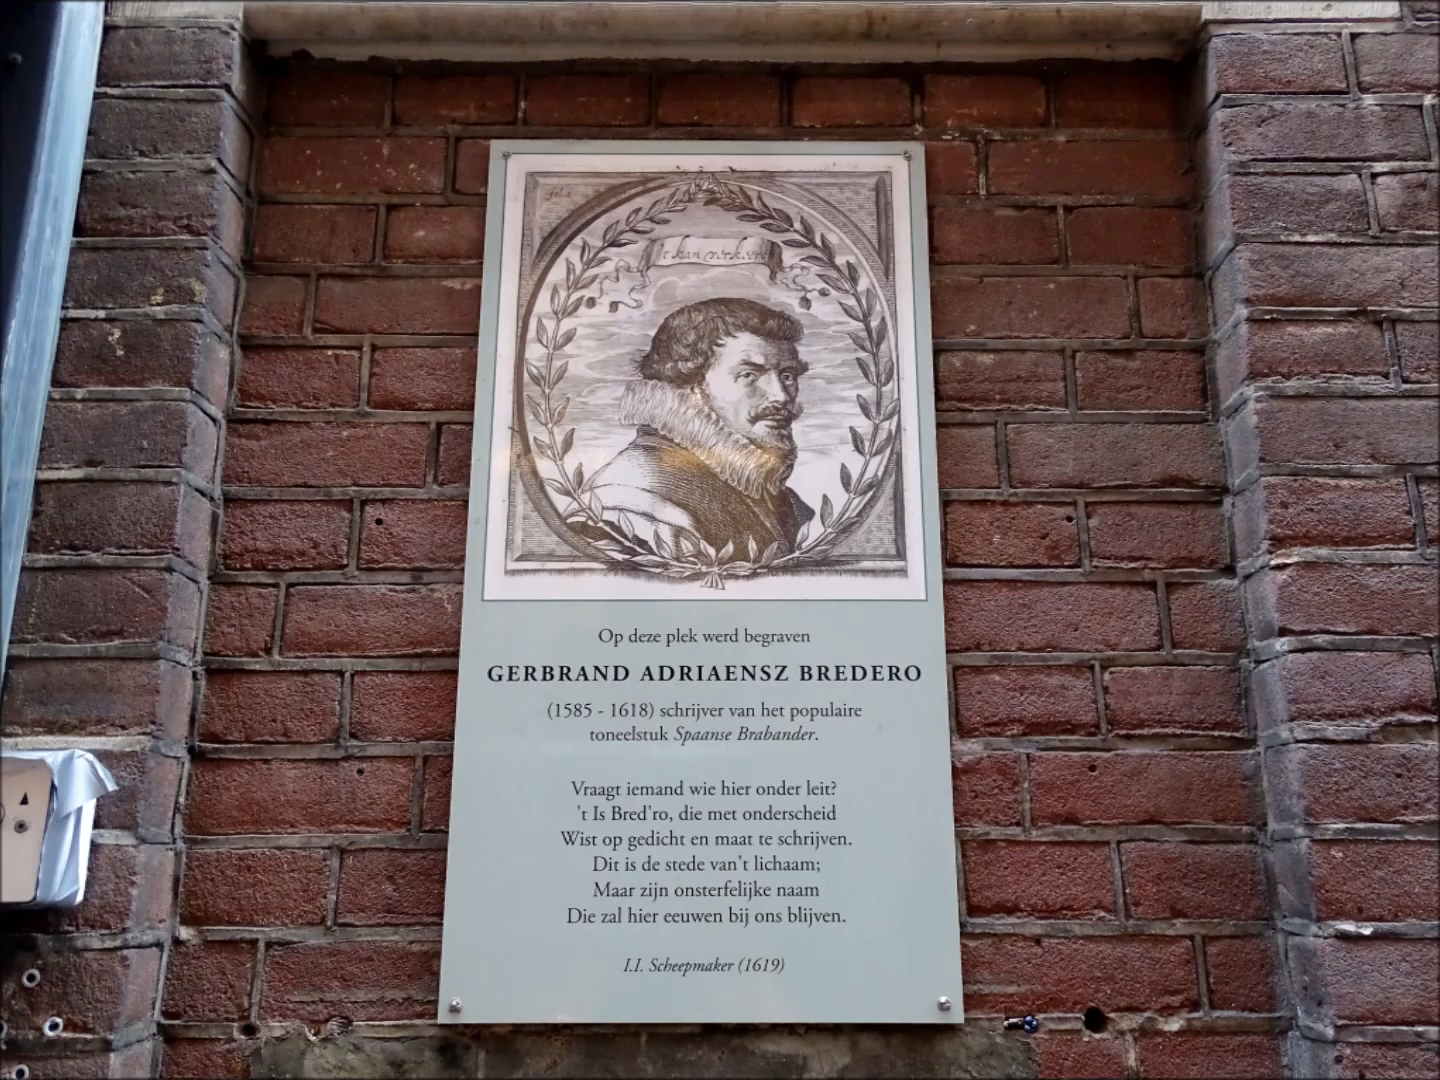 't kan verkeren
Op deze plek werd begraven
GERBRAND ADRIAENSZ BREDERO
(1585 - 1618) schrijver van het populaire
toneelstuk Spaanse Brabander.
Vraagt iemand wie hier onder leit?
't Is Bred'ro, die met onderscheid
Wist op gedicht en maat te schrijven.
Dit is de stede van't lichaam;
Maar zijn onsterfelijke naam
Die zal hier eeuwen bij ons blijven.
I.I. Scheepmaker (1619)